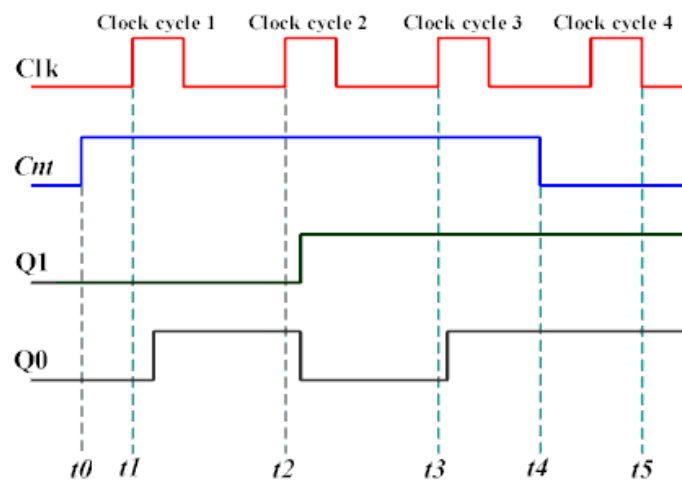 Clock cycle 1 Clock cycle 2 Clock cycle 3 Clock cycle 4
Clk
Cnt
Q1
Q0
t0 t1 t2 t3 t4 t5